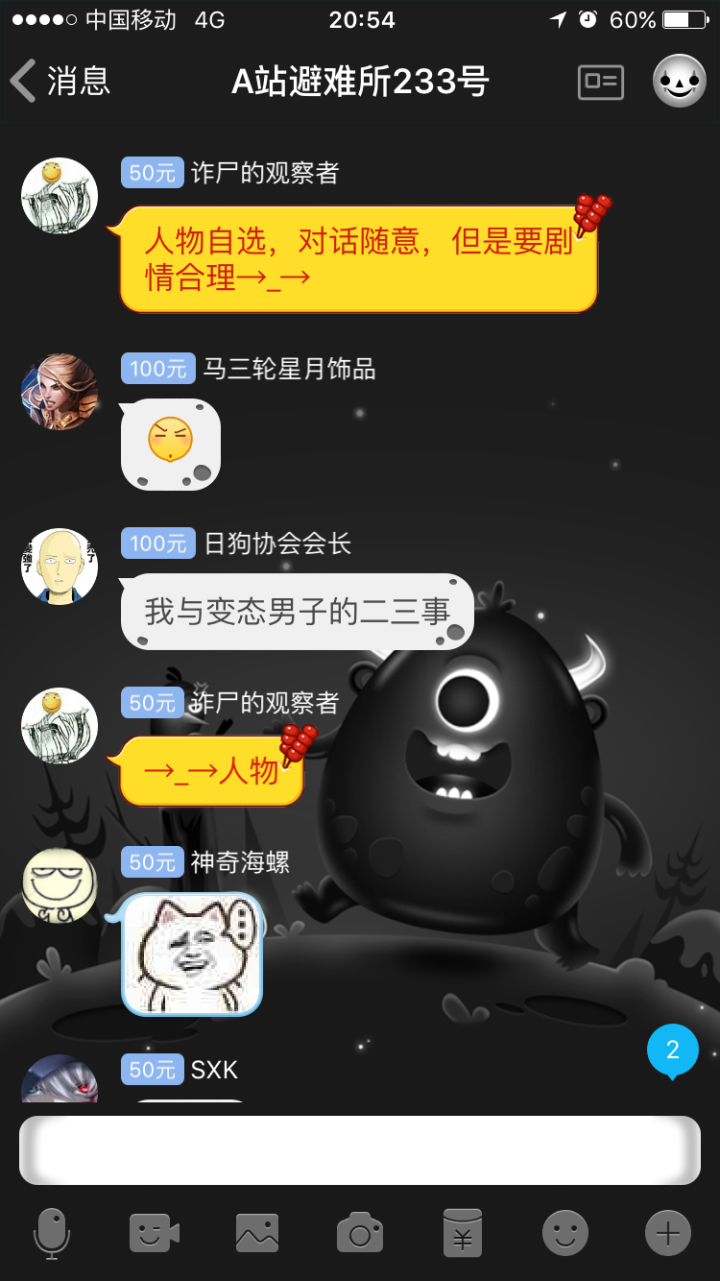 中国移动 4G 20:54 60%
消息 A站避难所233号
50元 诈尸的观察者
人物自选，对话随意，但是要剧
情合理→_→
100元 马三轮星月饰品
100元 日狗协会会长
我与变态男子的二三事
50元 诈尸的观察者
→_→人物
50元 神奇海螺
50元 SXK
2